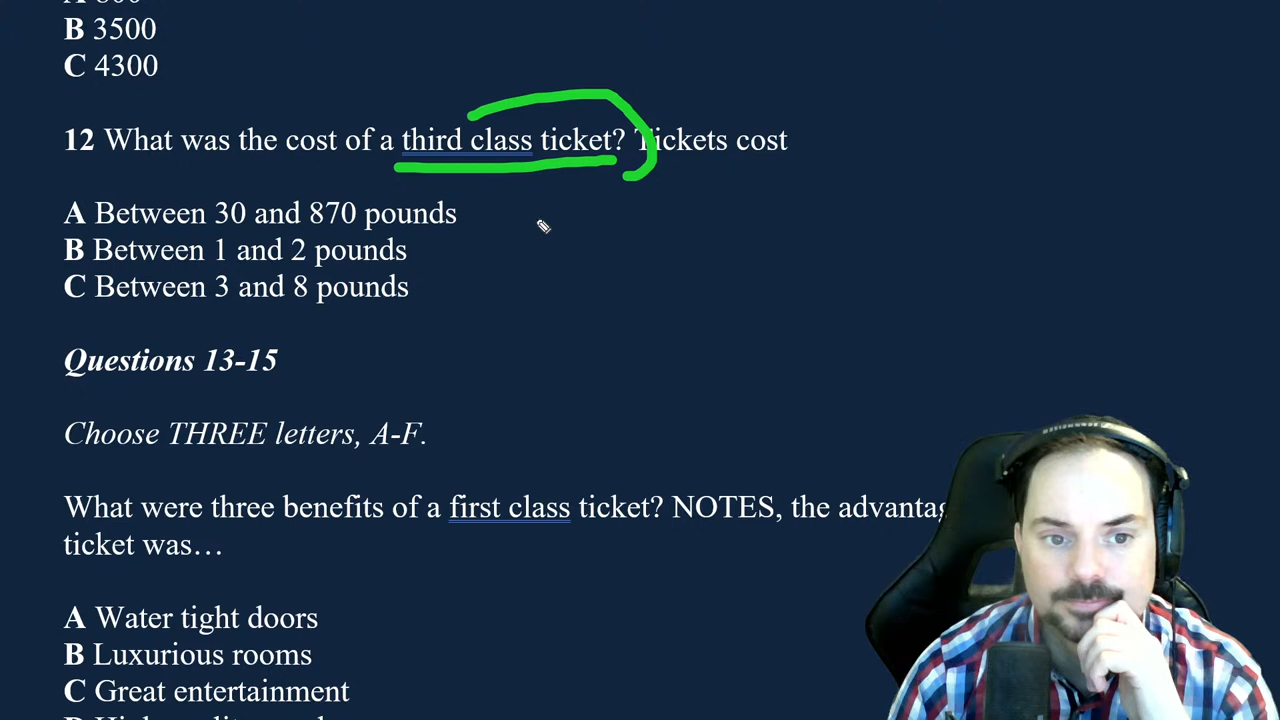 B 3500
C 4300
12 What was the cost of a third class ticket? Tickets cost
A Between 30 and 870 pounds
B Between 1 and 2 pounds
C Between 3 and 8 pounds
Questions 13-15
Choose THREE letters, A-F.
What were three benefits of a first class ticket? NOTES, the
ticket was…
A Water tight doors
B Luxurious rooms
C Great entertainment